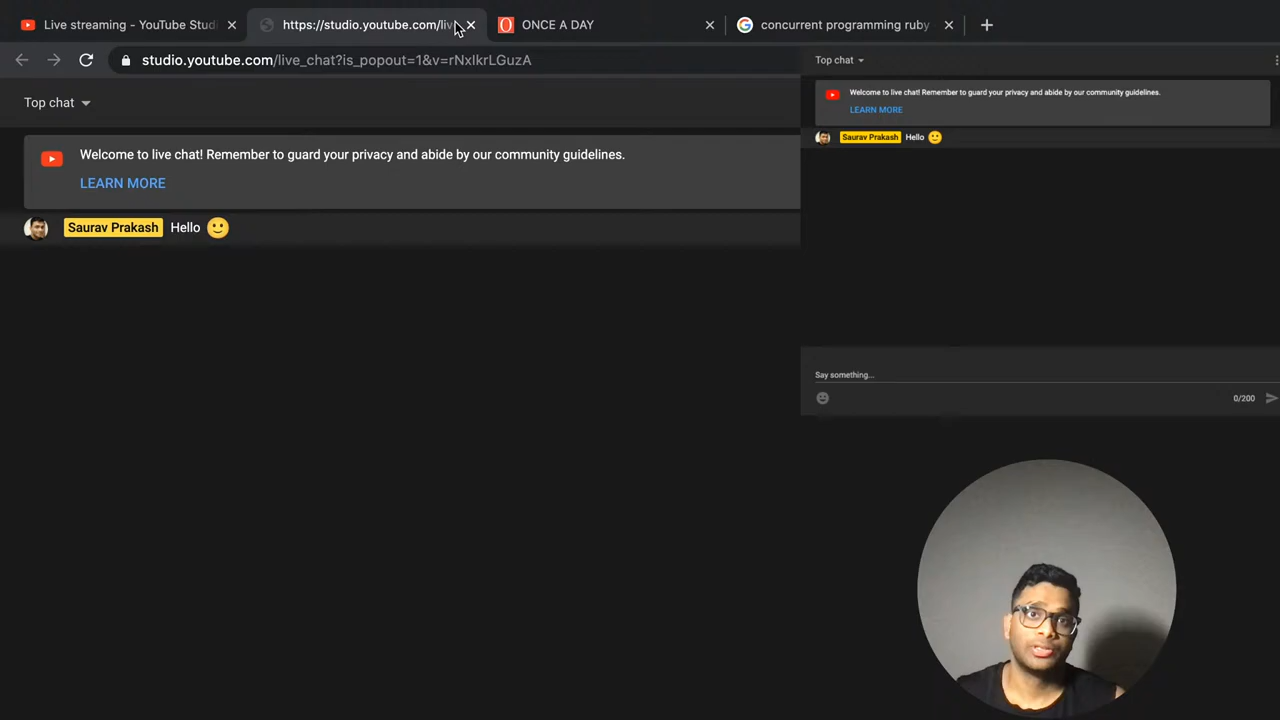 Live streaming - YouTube Stud
https://studio.youtube.com/liv
ONCE A DAY
concurrent programming ruby
studio.youtube.com/live_chat?is_popout=1&v=rNxlkrLGuzA
Top chat
Welcome to live chat! Remember to guard your privacy and abide by our community guidelines.
LEARN MORE
Saurav Prakash Hello 🙂
Top chat
Welcome to live chat! Remember to guard your privacy and abide by our community guidelines.
LEARN MORE
Saurav Prakash Hello 🙂
Say something...
0/200